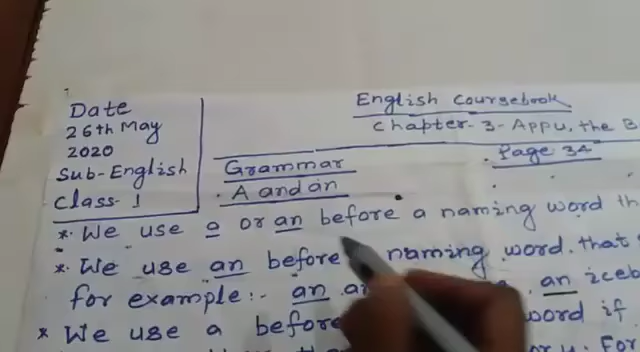 Date
26th May
2020
Sub-English
Class-1
English Coursebook
Chapter-3-Appu, the
Page 34
Grammar
A and an
* We use a or an before a naming word
* We use an before naming word that
for example:- an an
* We use a before word if
or u. For